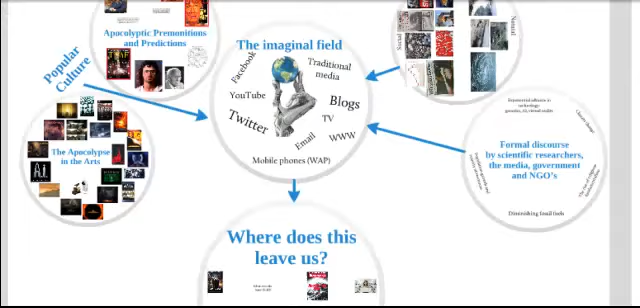 Apocalyptic Premonitions
and Predictions
Social
Natural
Popular
Culture
The imaginal field
Facebook
Traditional
media
YouTube
Blogs
Twitter
TV
Email
WWW
Mobile phones (WAP)
The Apocalypse
in the Arts
A.I.
Climate change
Formal discourse
by scientific researchers,
the media, government
and NGO's
Diminishing fossil fuels
Where does this
leave us?